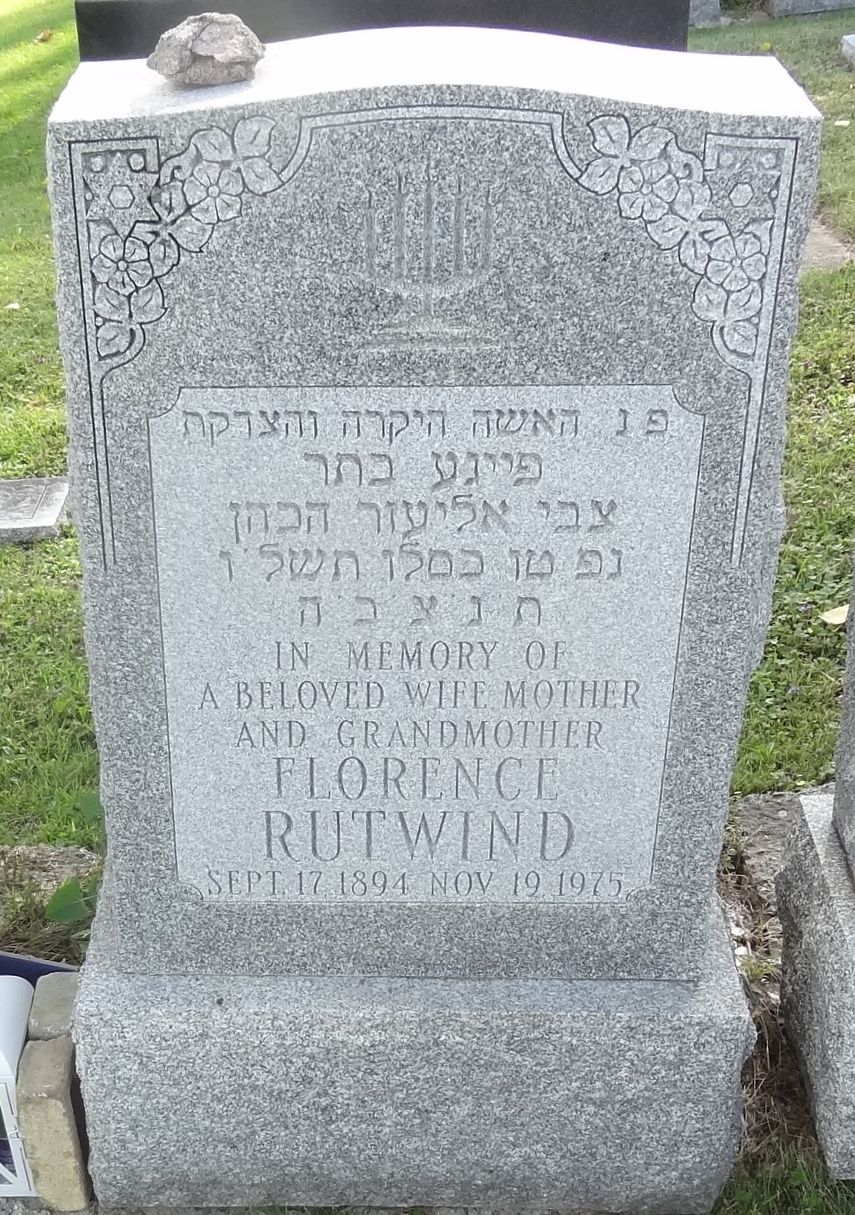 פ נ האשה היקרה והצדקת
פייגע בתר
צבי אליעזר הכהן
נפ טו כסלו תשל'ו
ת'נ'צ'ב'ה
IN MEMORY OF
A BELOVED WIFE MOTHER
AND GRANDMOTHER
FLORENCE
RUTWIND
SEPT. 17, 1894 NOV. 19, 1975